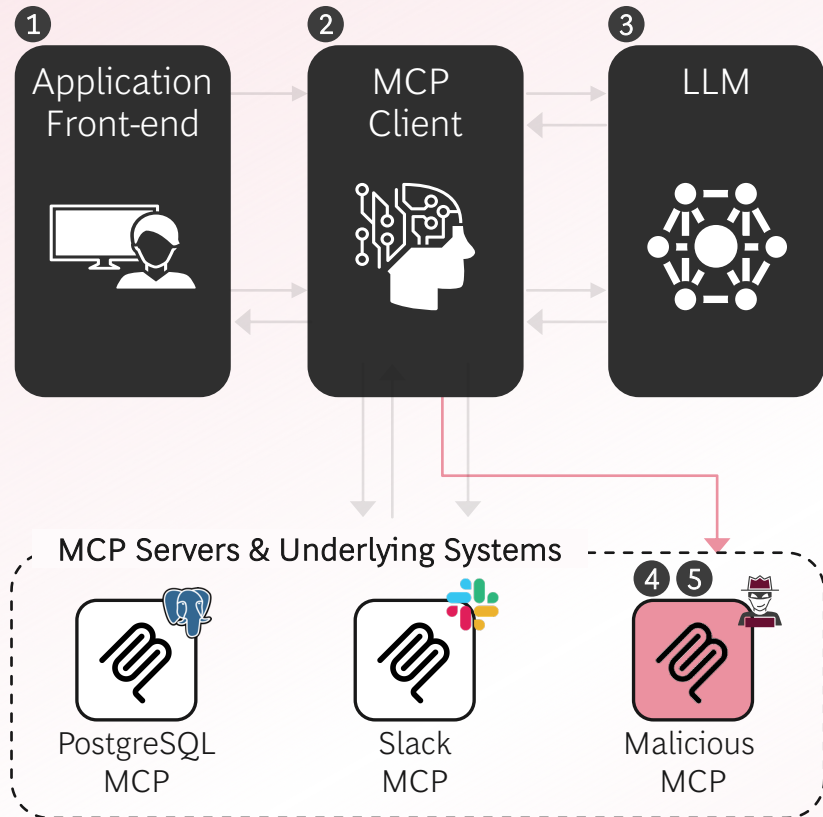 1
2
3
Application
Front-end
MCP
Client
LLM
MCP Servers & Underlying Systems
4
5
PostgreSQL
MCP
Slack
MCP
Malicious
MCP